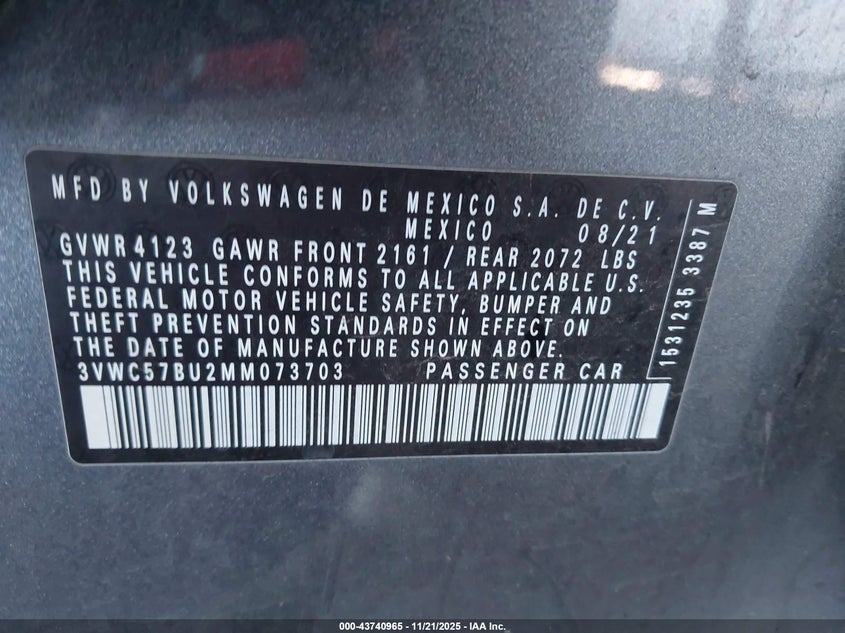 MFD BY VOLKSWAGEN DE MEXICO S.A. DE C.V.
MEXICO 08/21
GVWR 4123 GAWR FRONT 2161 / REAR 2072 LBS
THIS VEHICLE CONFORMS TO ALL APPLICABLE U.S.
FEDERAL MOTOR VEHICLE SAFETY, BUMPER AND
THEFT PREVENTION STANDARDS IN EFFECT ON
THE DATE OF MANUFACTURE SHOWN ABOVE.
3VWC57BU2MM073703 PASSENGER CAR
1531235 3387 M
000-43740965 - 11/21/2025 - IAA Inc.